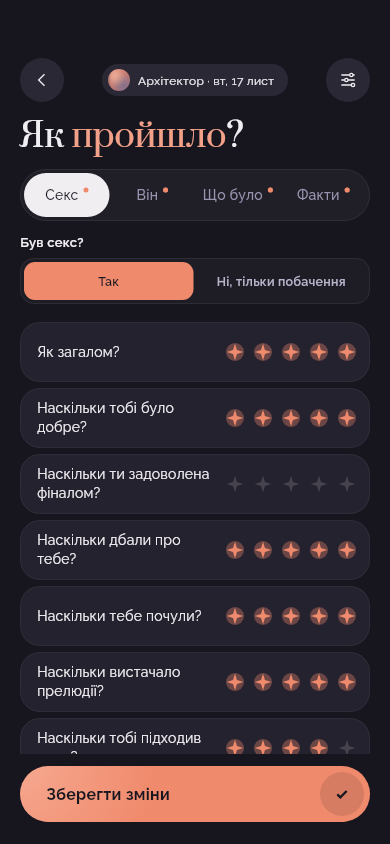 Архітектор · вт, 17 лист
Як пройшло?
Секс
Він
Що було
Факти
Був секс?
Так
Ні, тільки побачення
Як загалом?
Наскільки тобі було
добре?
Наскільки ти задоволена
фіналом?
Наскільки дбали про
тебе?
Наскільки тебе почули?
Наскільки вистачало
прелюдії?
Наскільки тобі підходив
Зберегти зміни